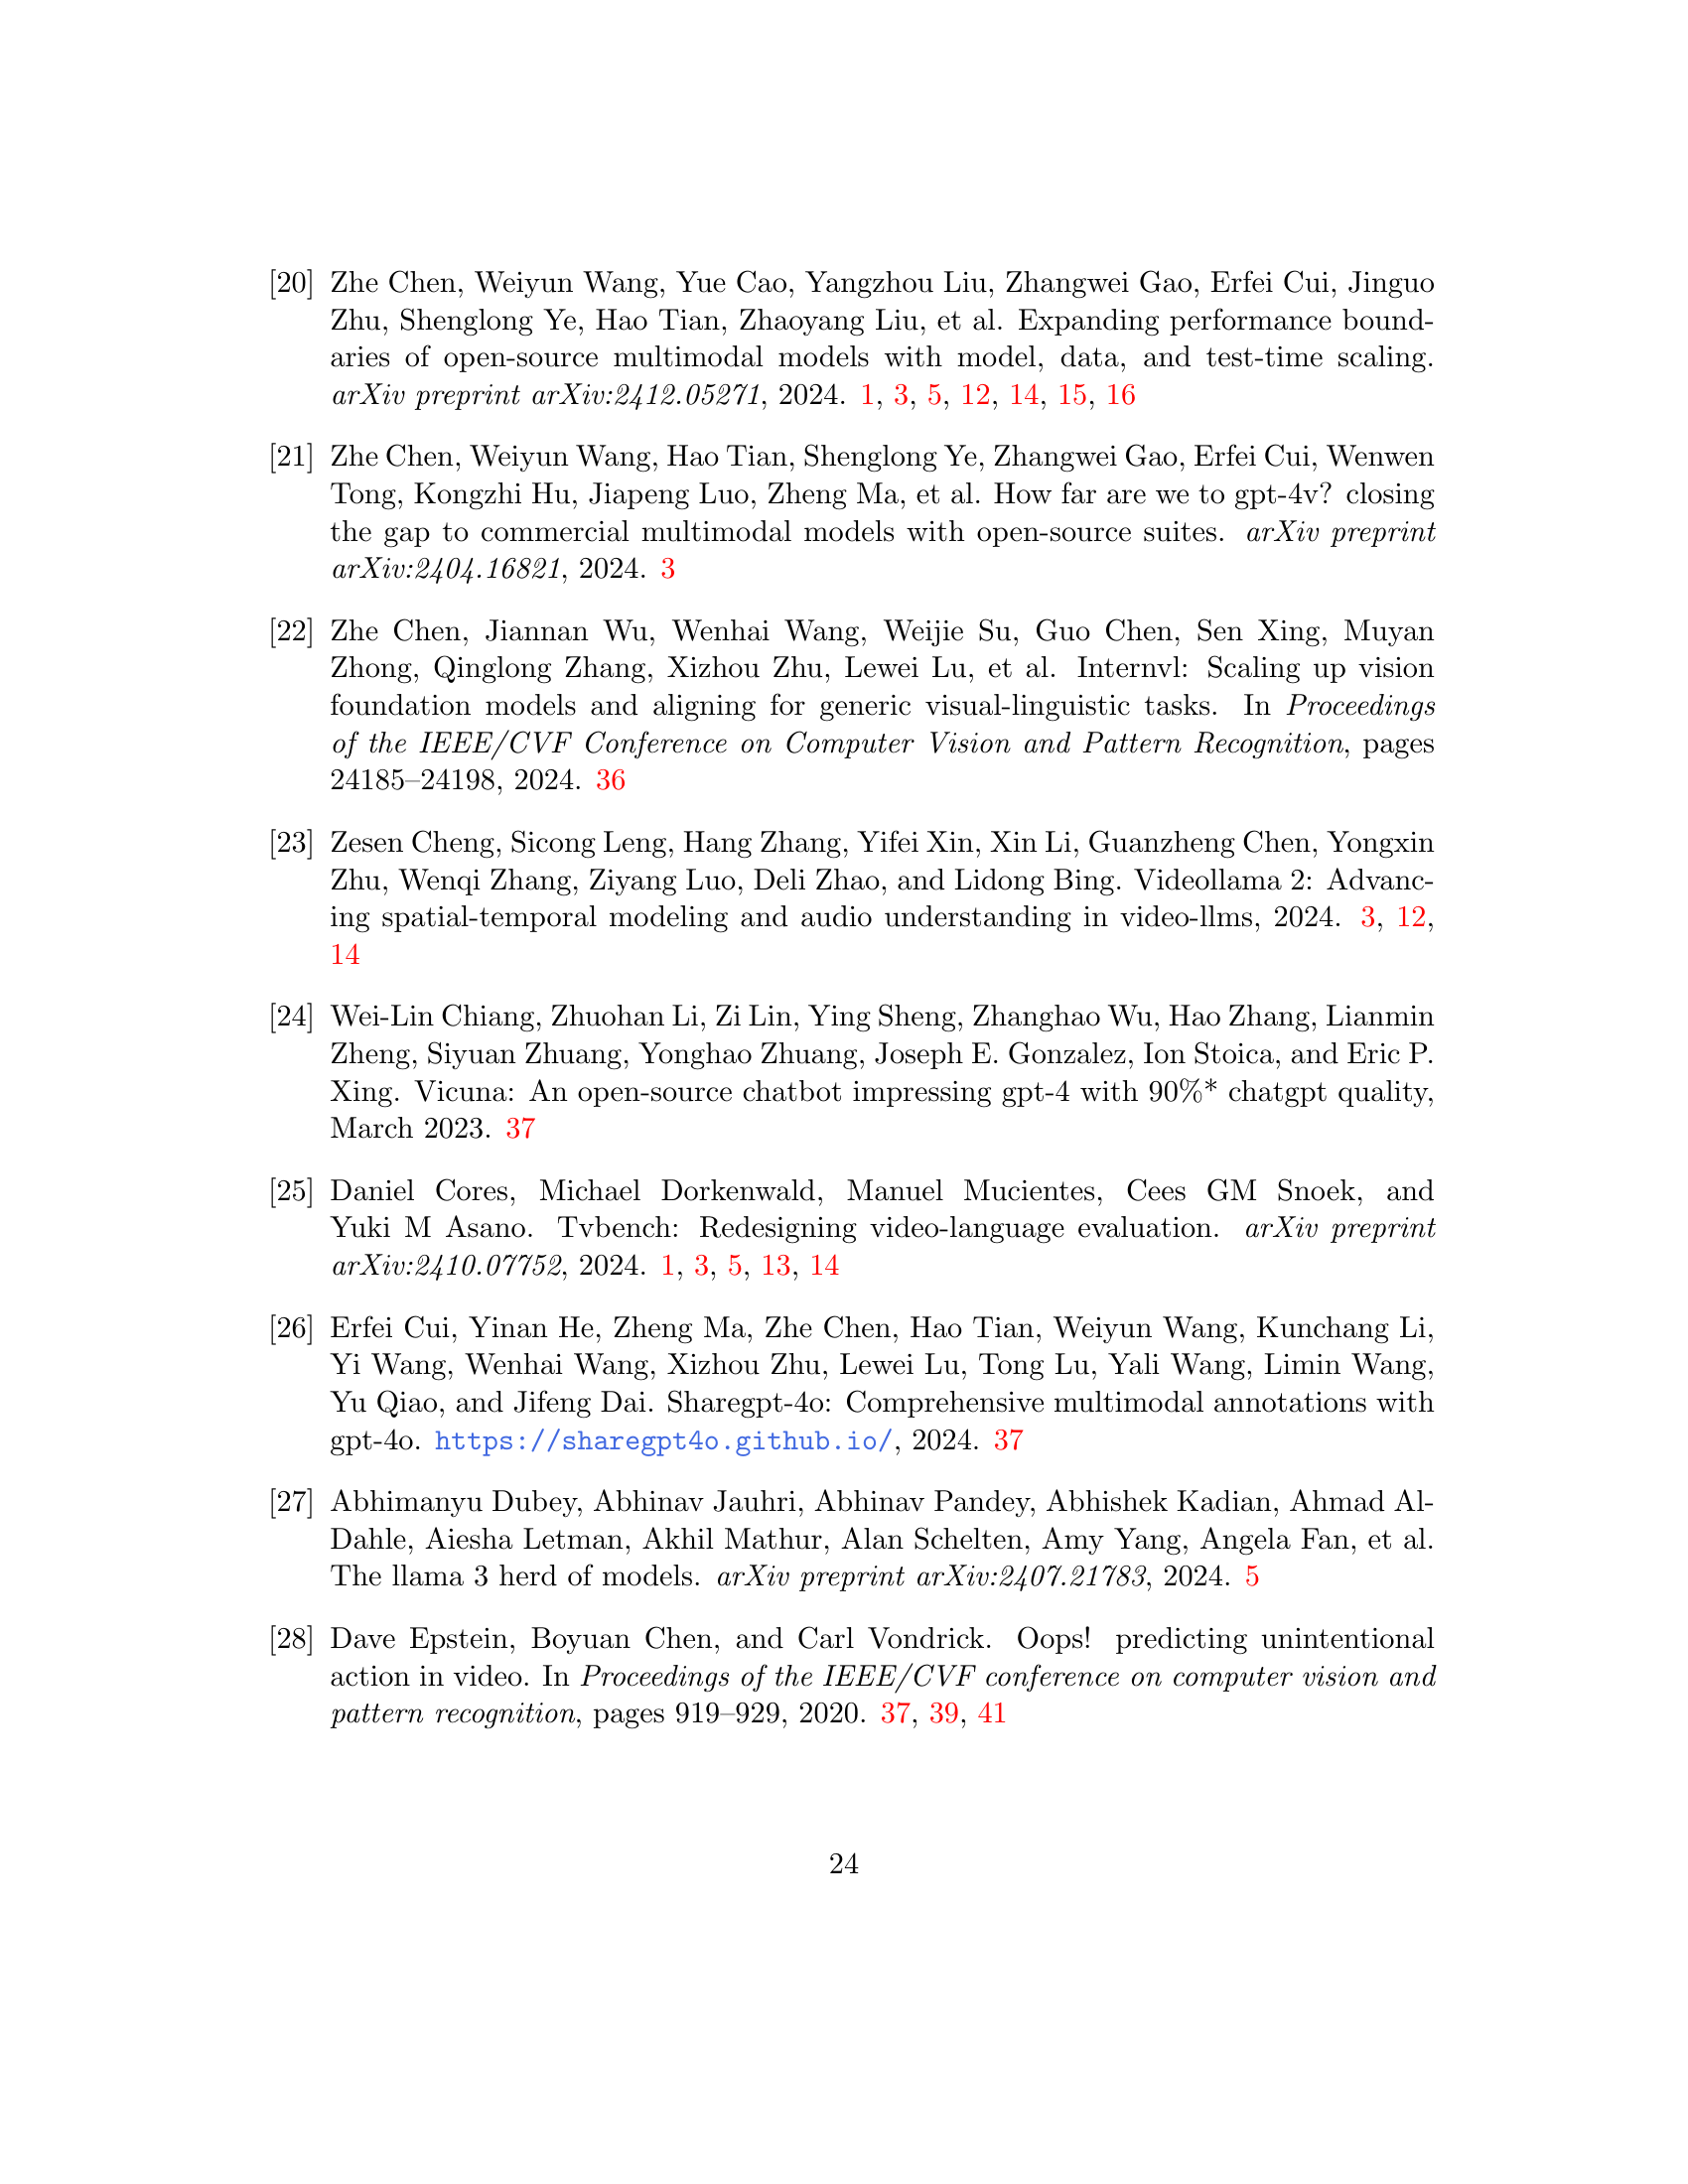 [20] Zhe Chen, Weiyun Wang, Yue Cao, Yangzhou Liu, Zhangwei Gao, Erfei Cui, Jinguo
Zhu, Shenglong Ye, Hao Tian, Zhaoyang Liu, et al. Expanding performance bound-
aries of open-source multimodal models with model, data, and test-time scaling.
arXiv preprint arXiv:2412.05271, 2024. 1, 3, 5, 12, 14, 15, 16
[21] Zhe Chen, Weiyun Wang, Hao Tian, Shenglong Ye, Zhangwei Gao, Erfei Cui, Wenwen
Tong, Kongzhi Hu, Jiapeng Luo, Zheng Ma, et al. How far are we to gpt-4v? closing
the gap to commercial multimodal models with open-source suites. arXiv preprint
arXiv:2404.16821, 2024. 3
[22] Zhe Chen, Jiannan Wu, Wenhai Wang, Weijie Su, Guo Chen, Sen Xing, Muyan
Zhong, Qinglong Zhang, Xizhou Zhu, Lewei Lu, et al. Internvl: Scaling up vision
foundation models and aligning for generic visual-linguistic tasks. In Proceedings
of the IEEE/CVF Conference on Computer Vision and Pattern Recognition, pages
24185–24198, 2024. 36
[23] Zesen Cheng, Sicong Leng, Hang Zhang, Yifei Xin, Xin Li, Guanzheng Chen, Yongxin
Zhu, Wenqi Zhang, Ziyang Luo, Deli Zhao, and Lidong Bing. Videollama 2: Advanc-
ing spatial-temporal modeling and audio understanding in video-llms, 2024. 3, 12,
14
[24] Wei-Lin Chiang, Zhuohan Li, Zi Lin, Ying Sheng, Zhanghao Wu, Hao Zhang, Lianmin
Zheng, Siyuan Zhuang, Yonghao Zhuang, Joseph E. Gonzalez, Ion Stoica, and Eric P.
Xing. Vicuna: An open-source chatbot impressing gpt-4 with 90%* chatgpt quality,
March 2023. 37
[25] Daniel Cores, Michael Dorkenwald, Manuel Mucientes, Cees GM Snoek, and
Yuki M Asano. Tvbench: Redesigning video-language evaluation. arXiv preprint
arXiv:2410.07752, 2024. 1, 3, 5, 13, 14
[26] Erfei Cui, Yinan He, Zheng Ma, Zhe Chen, Hao Tian, Weiyun Wang, Kunchang Li,
Yi Wang, Wenhai Wang, Xizhou Zhu, Lewei Lu, Tong Lu, Yali Wang, Limin Wang,
Yu Qiao, and Jifeng Dai. Sharegpt-4o: Comprehensive multimodal annotations with
gpt-4o. https://sharegpt4o.github.io/, 2024. 37
[27] Abhimanyu Dubey, Abhinav Jauhri, Abhinav Pandey, Abhishek Kadian, Ahmad Al-
Dahle, Aiesha Letman, Akhil Mathur, Alan Schelten, Amy Yang, Angela Fan, et al.
The llama 3 herd of models. arXiv preprint arXiv:2407.21783, 2024. 5
[28] Dave Epstein, Boyuan Chen, and Carl Vondrick. Oops! predicting unintentional
action in video. In Proceedings of the IEEE/CVF conference on computer vision and
pattern recognition, pages 919–929, 2020. 37, 39, 41
24